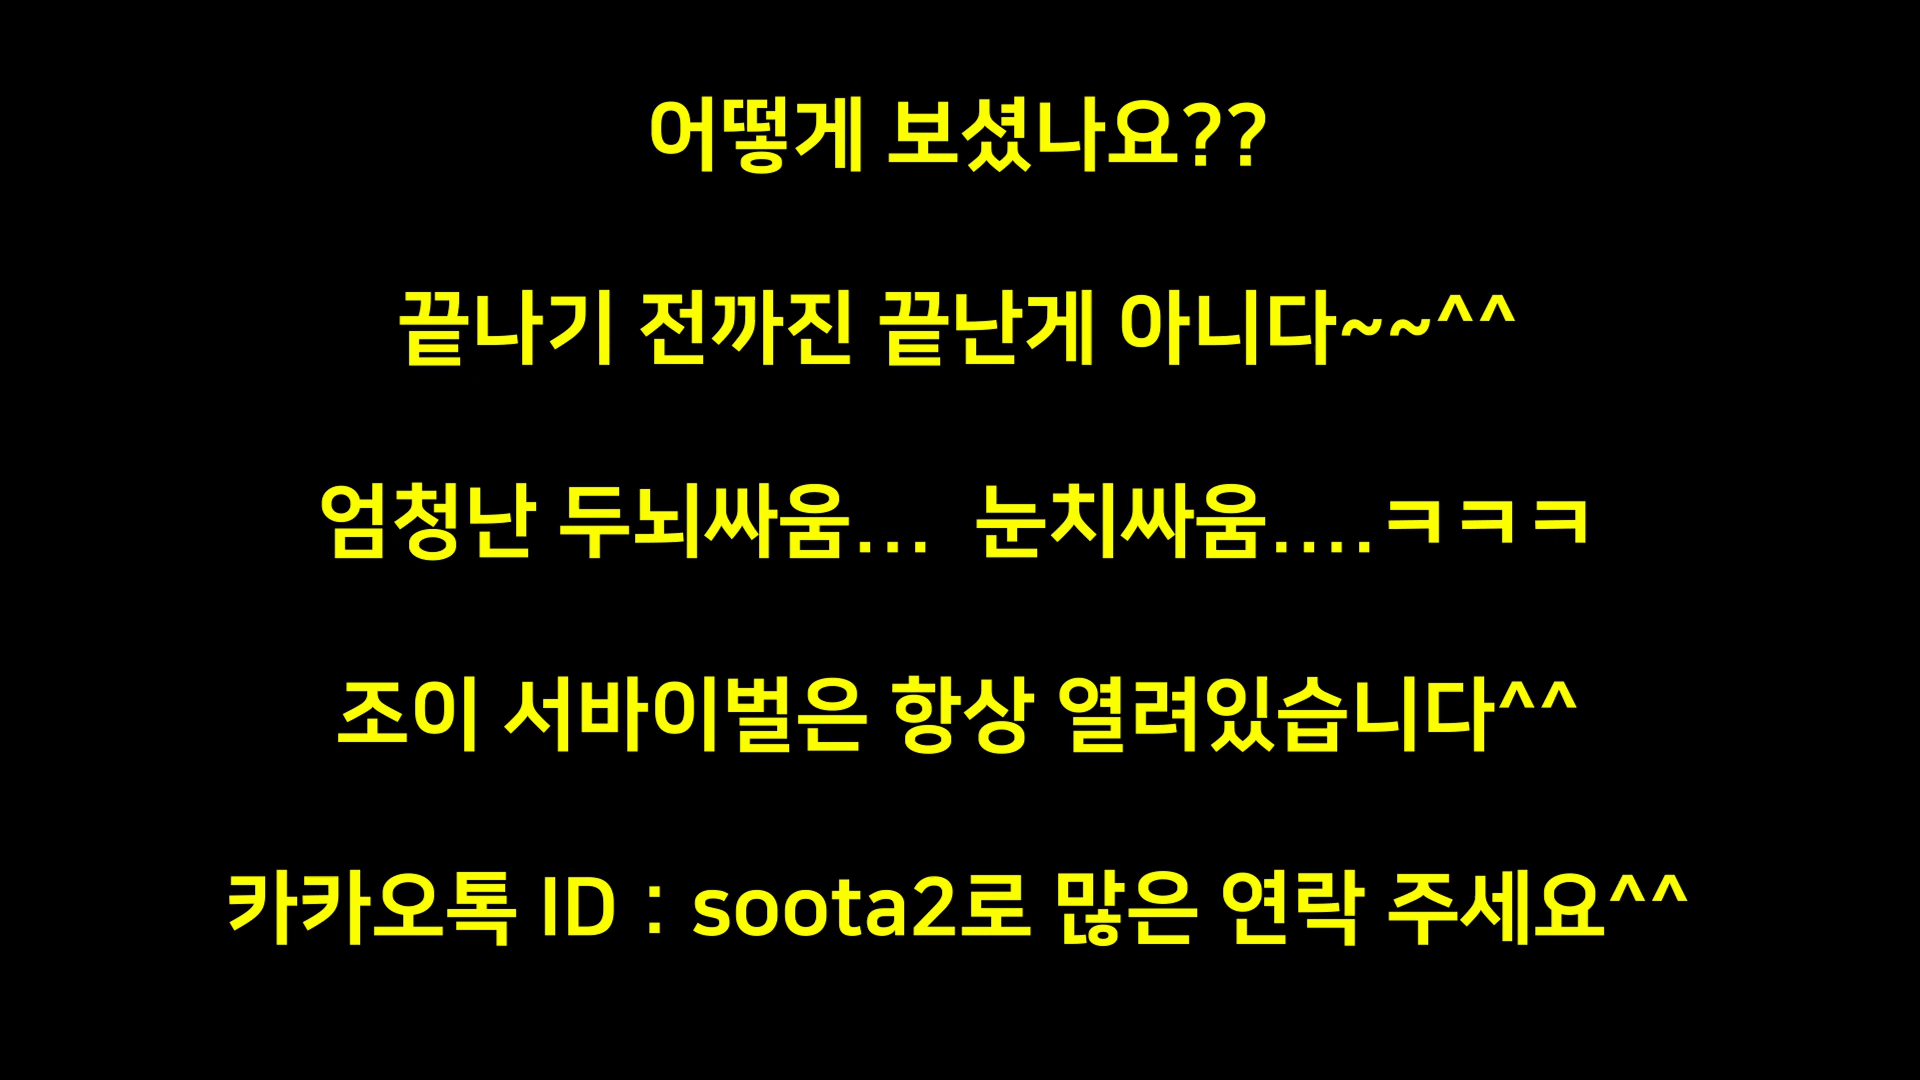 어떻게 보셨나요??
끝나기 전까진 끝난게 아니다~~^^
엄청난 두뇌싸움...  눈치싸움....ㅋㅋㅋ
조이 서바이벌은 항상 열려있습니다^^
카카오톡 ID : soota2로 많은 연락 주세요^^